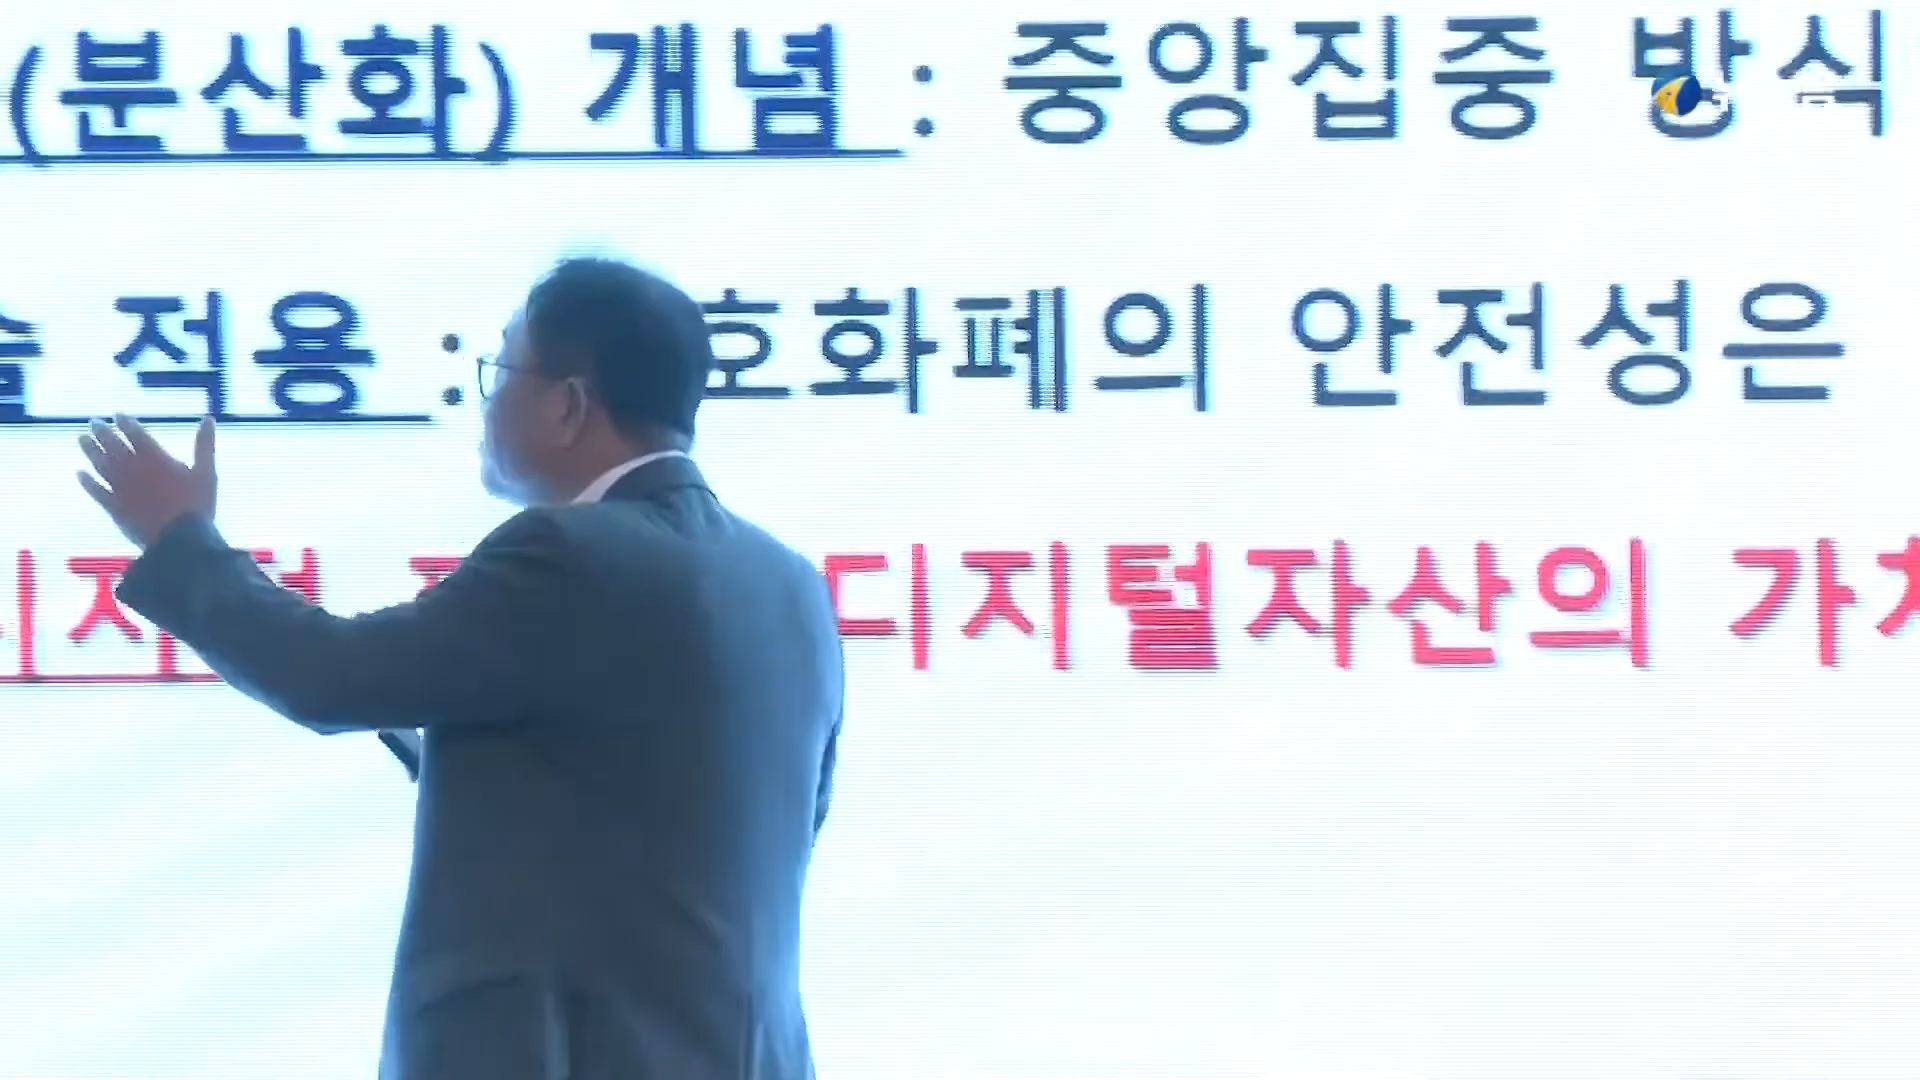 (분산화) 개념 : 중앙집중 방식
적용 : 호화폐의 안전성은
디지털자산의